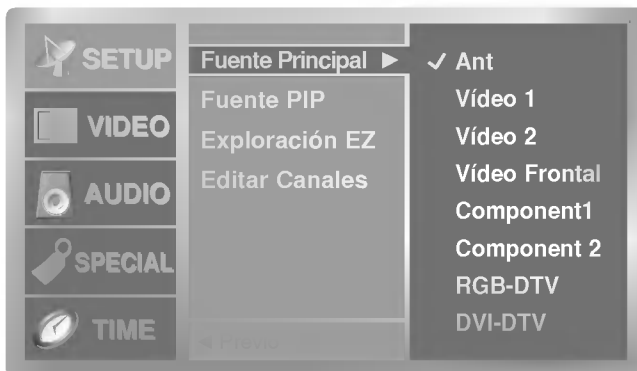 SETUP
VIDEO
AUDIO
SPECIAL
TIME
Fuente Principal ►
Fuente PIP
Exploración EZ
Editar Canales
◄ Previo
✓ Ant
Vídeo 1
Vídeo 2
Vídeo Frontal
Component1
Component 2
RGB-DTV
DVI-DTV